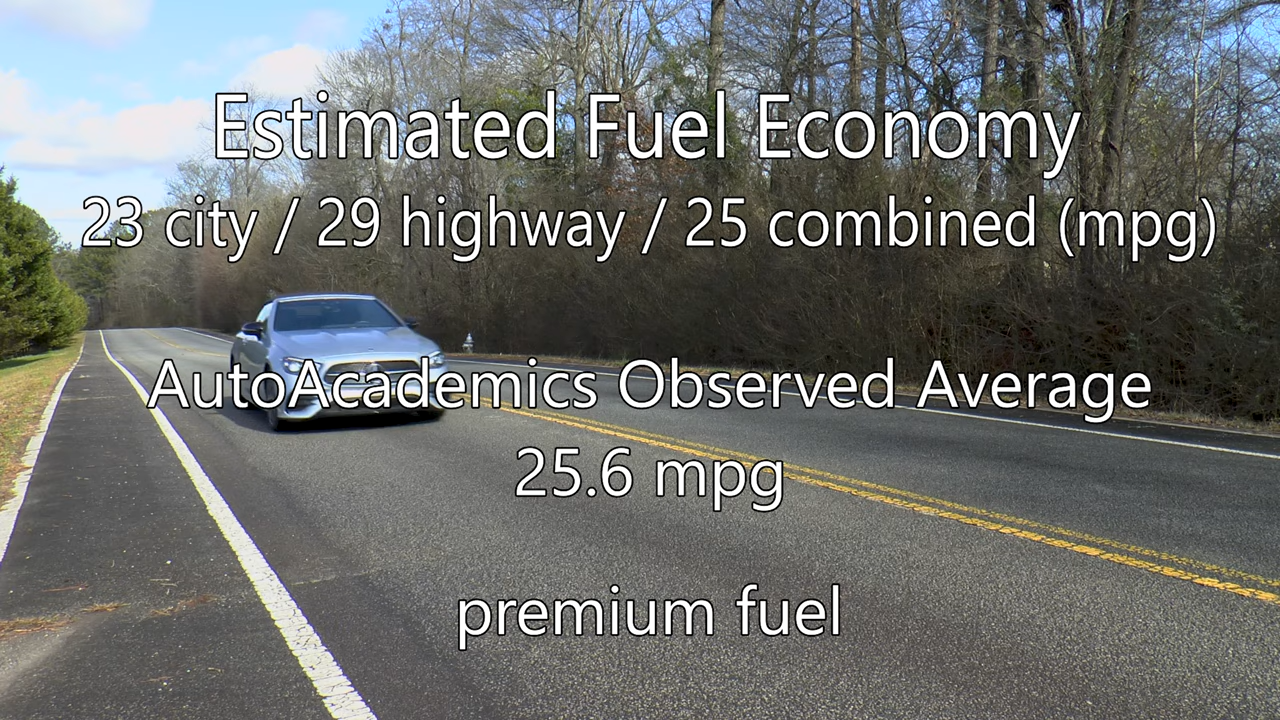 Estimated Fuel Economy
23 city / 29 highway / 25 combined (mpg)
AutoAcademics Observed Average
25.6 mpg
premium fuel